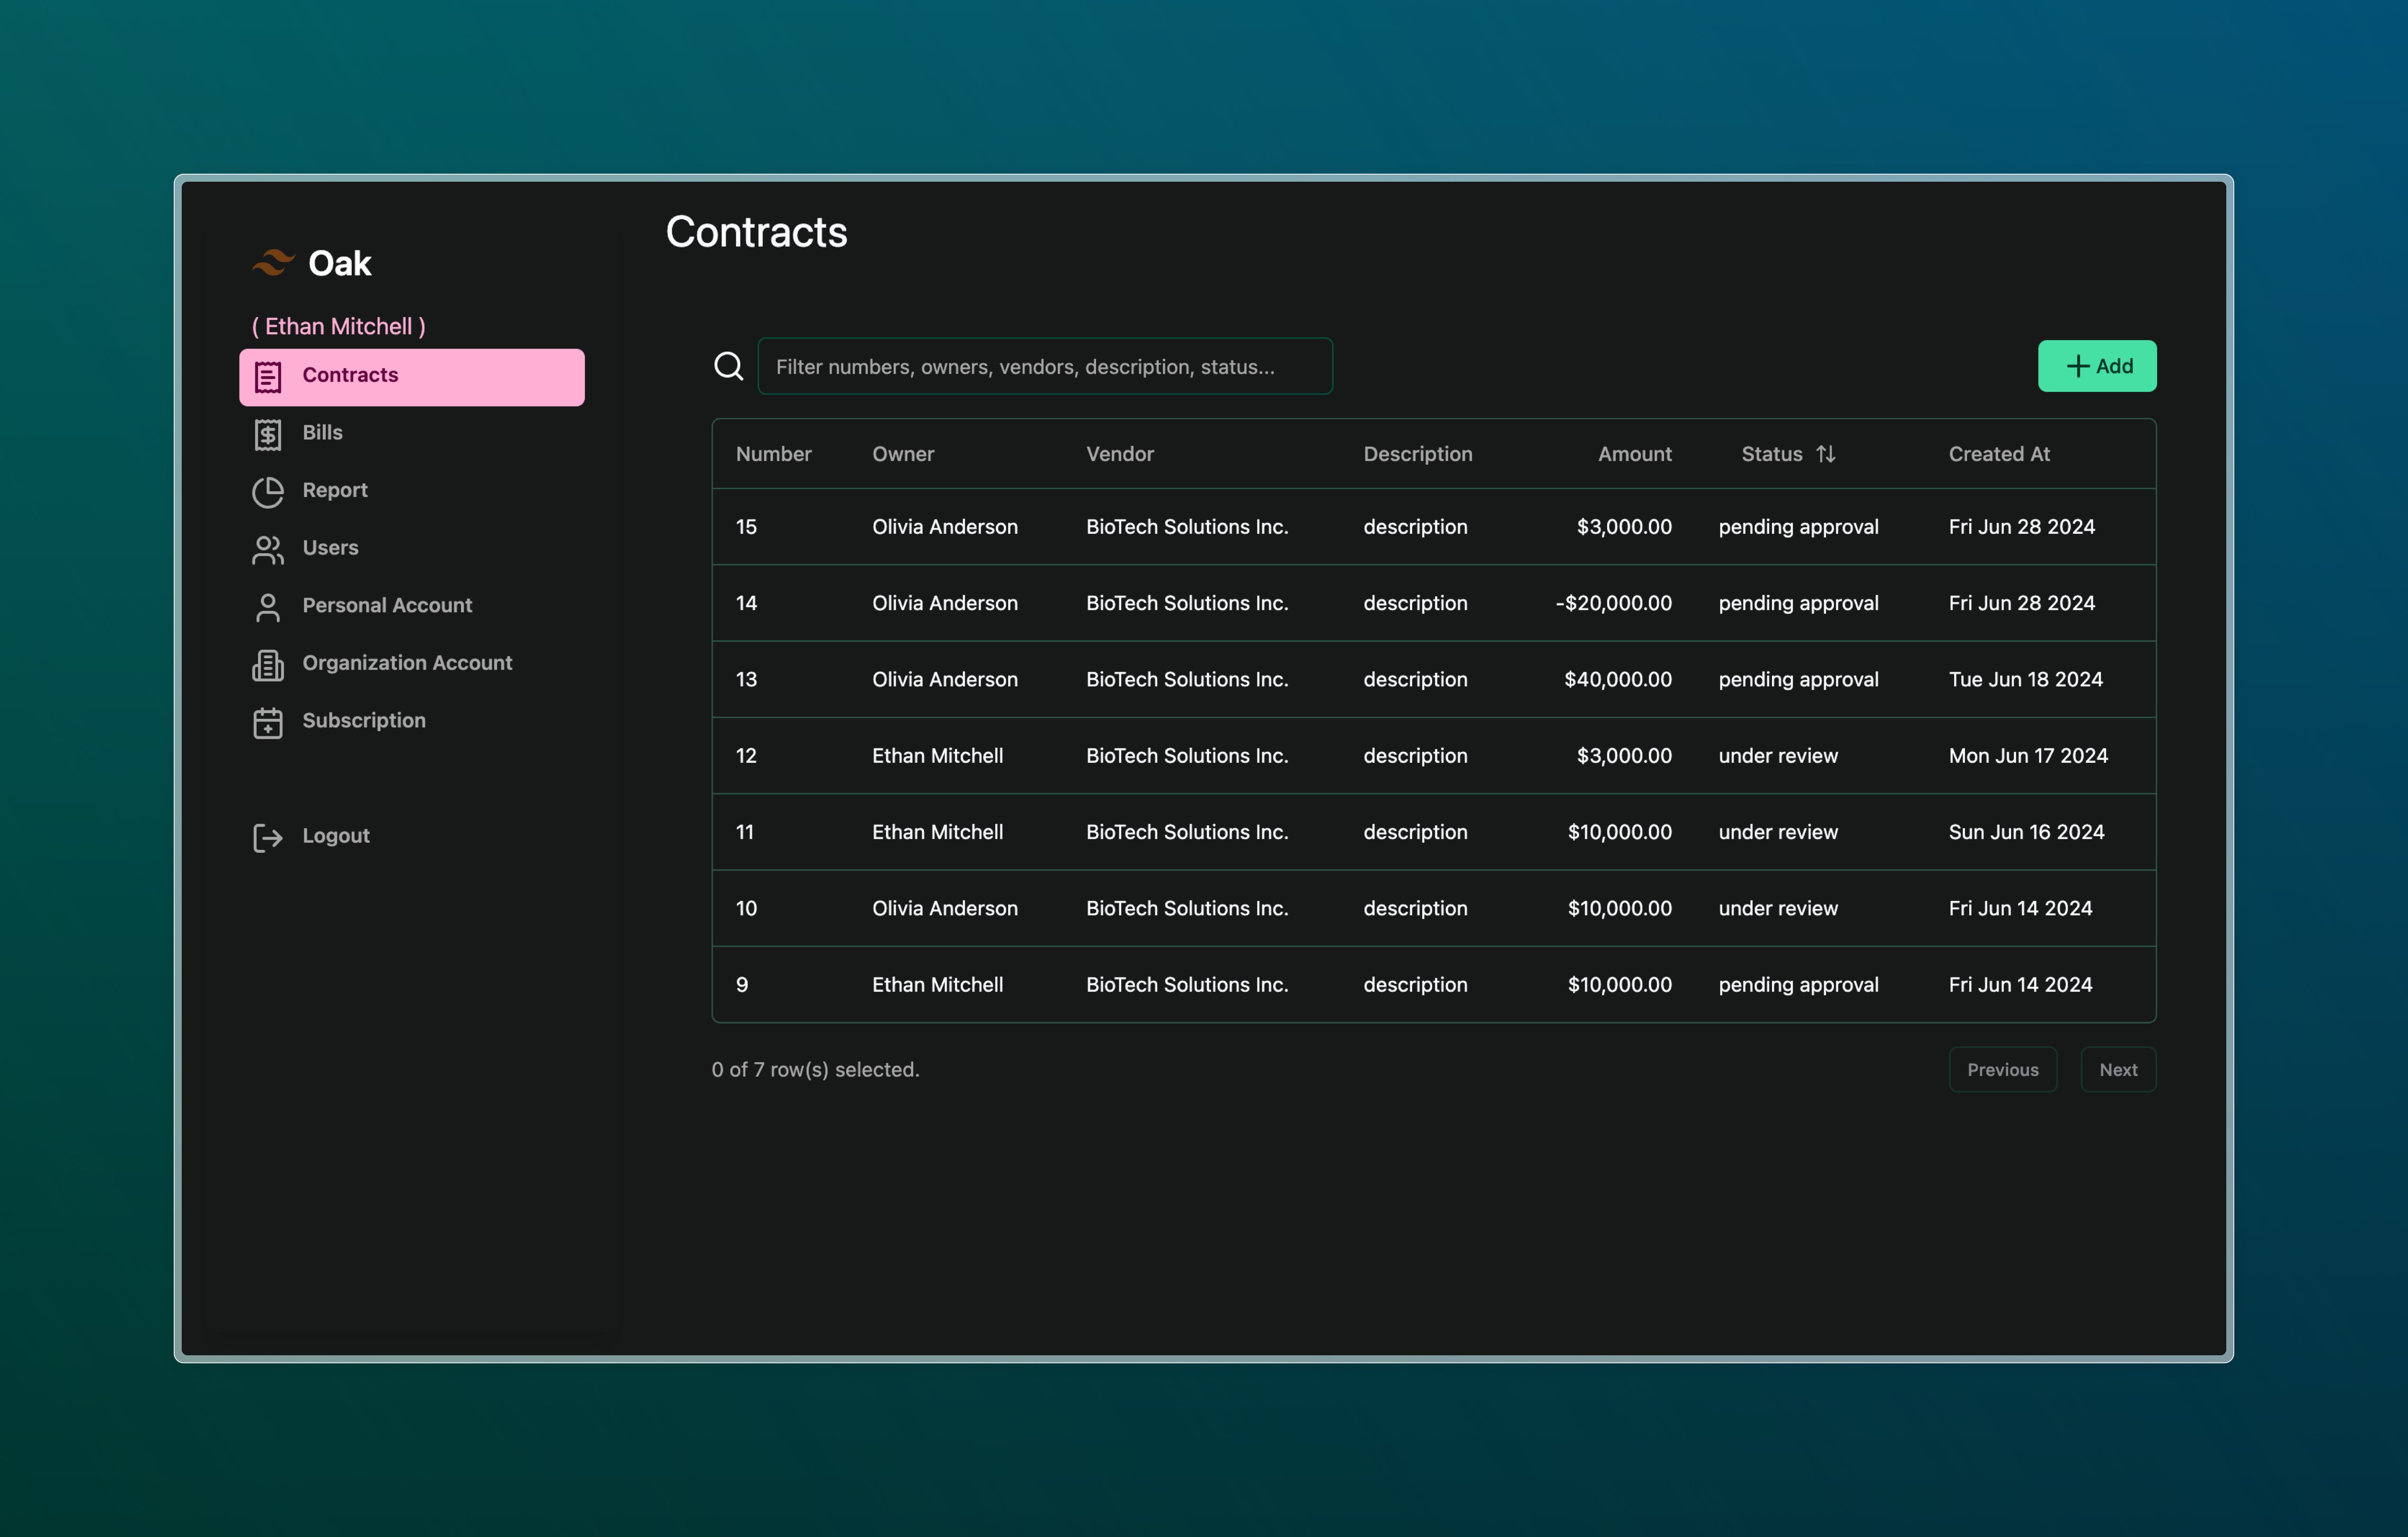 Oak
( Ethan Mitchell )
Contracts
Bills
Report
Users
Personal Account
Organization Account
Subscription
Logout
Contracts
Filter numbers, owners, vendors, description, status...
Add
Number Owner Vendor Description Amount Status Created At
15 Olivia Anderson BioTech Solutions Inc. description $3,000.00 pending approval Fri Jun 28 2024
14 Olivia Anderson BioTech Solutions Inc. description -$20,000.00 pending approval Fri Jun 28 2024
13 Olivia Anderson BioTech Solutions Inc. description $40,000.00 pending approval Tue Jun 18 2024
12 Ethan Mitchell BioTech Solutions Inc. description $3,000.00 under review Mon Jun 17 2024
11 Ethan Mitchell BioTech Solutions Inc. description $10,000.00 under review Sun Jun 16 2024
10 Olivia Anderson BioTech Solutions Inc. description $10,000.00 under review Fri Jun 14 2024
9 Ethan Mitchell BioTech Solutions Inc. description $10,000.00 pending approval Fri Jun 14 2024
0 of 7 row(s) selected.
Previous Next